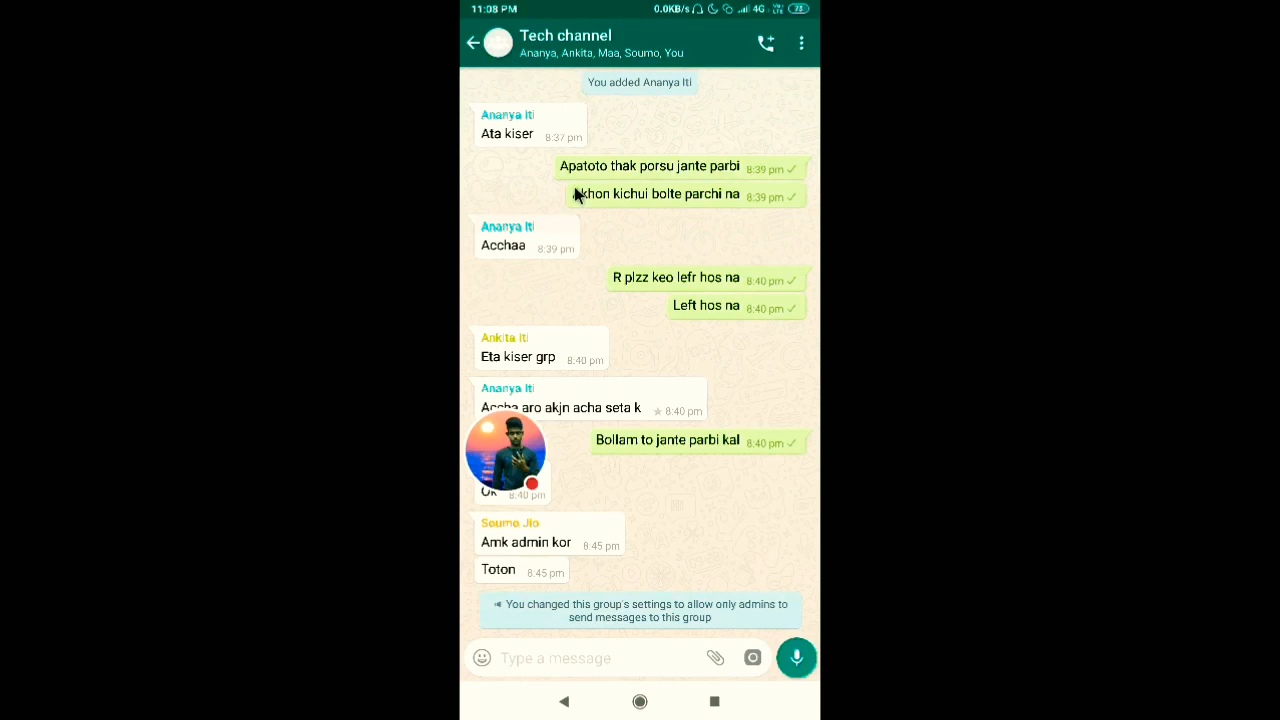 11:08 PM 0.0KB/s 4G VoLTE 73
Tech channel
Ananya, Ankita, Maa, Soumo, You
You added Ananya Iti
Ananya Iti
Ata kiser 8:37 pm
Apatoto thak porsu jante parbi 8:39 pm
khon kichui bolte parchi na 8:39 pm
Ananya Iti
Acchaa 8:39 pm
R plzz keo lefr hos na 8:40 pm
Left hos na 8:40 pm
Ankita Iti
Eta kiser grp 8:40 pm
Ananya Iti
Accha aro akjn acha seta k 8:40 pm
Bollam to jante parbi kal 8:40 pm
Ok 8:40 pm
Soumo Jio
Amk admin kor 8:45 pm
Toton 8:45 pm
You changed this group's settings to allow only admins to
send messages to this group
Type a message